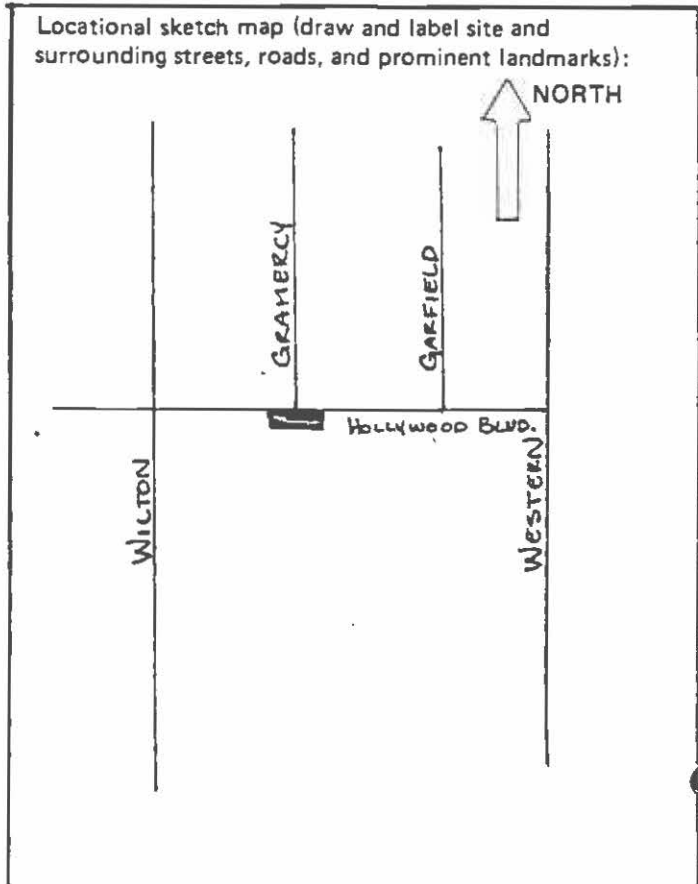 Locational sketch map (draw and label site and
surrounding streets, roads, and prominent landmarks):
NORTH
GRAMERCY
GARFIELD
HOLLYWOOD BLVD.
WILTON
WESTERN